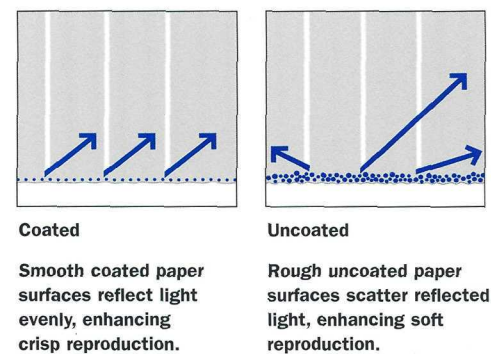 Coated
Smooth coated paper
surfaces reflect light
evenly, enhancing
crisp reproduction.
Uncoated
Rough uncoated paper
surfaces scatter reflected
light, enhancing soft
reproduction.